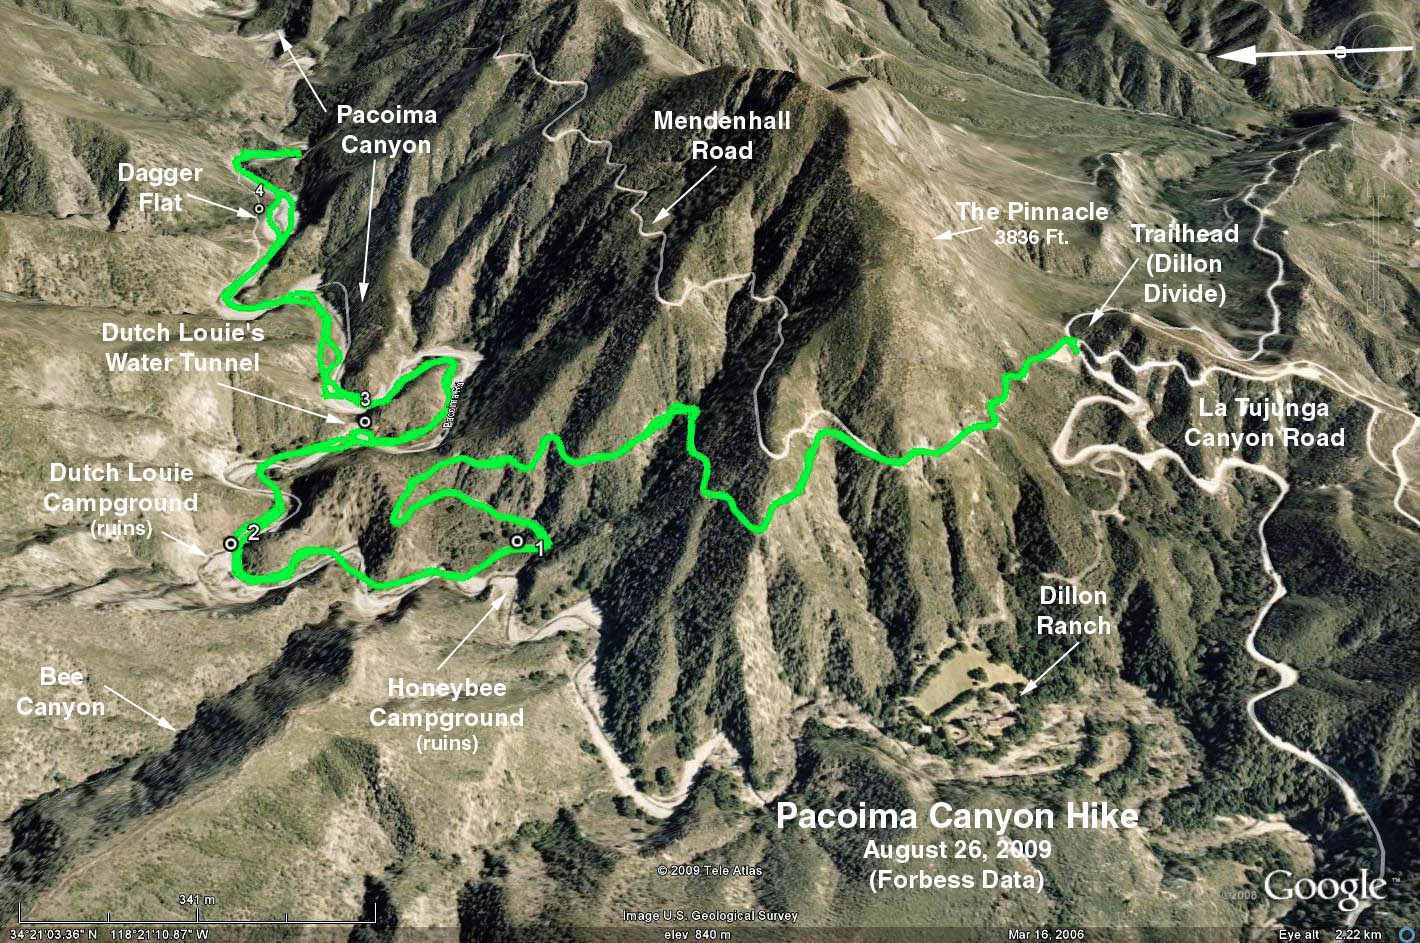 Pacoima
Canyon
Dagger
Flat
4
Mendenhall
Road
The Pinnacle
3836 Ft.
Trailhead
(Dillon
Divide)
Dutch Louie's
Water Tunnel
3
Pacoima Rd
La Tujunga
Canyon Road
Dutch Louie
Campground
(ruins)
2
1
Dillon
Ranch
Bee
Canyon
Honeybee
Campground
(ruins)
Pacoima Canyon Hike
August 26, 2009
(Forbess Data)
© 2009 Tele Atlas
©2008 Google™
341 m
Image U.S. Geological Survey
34°21'03.36" N 118°21'10.87" W
elev 840 m
Mar 16, 2006
Eye alt 2.22 km